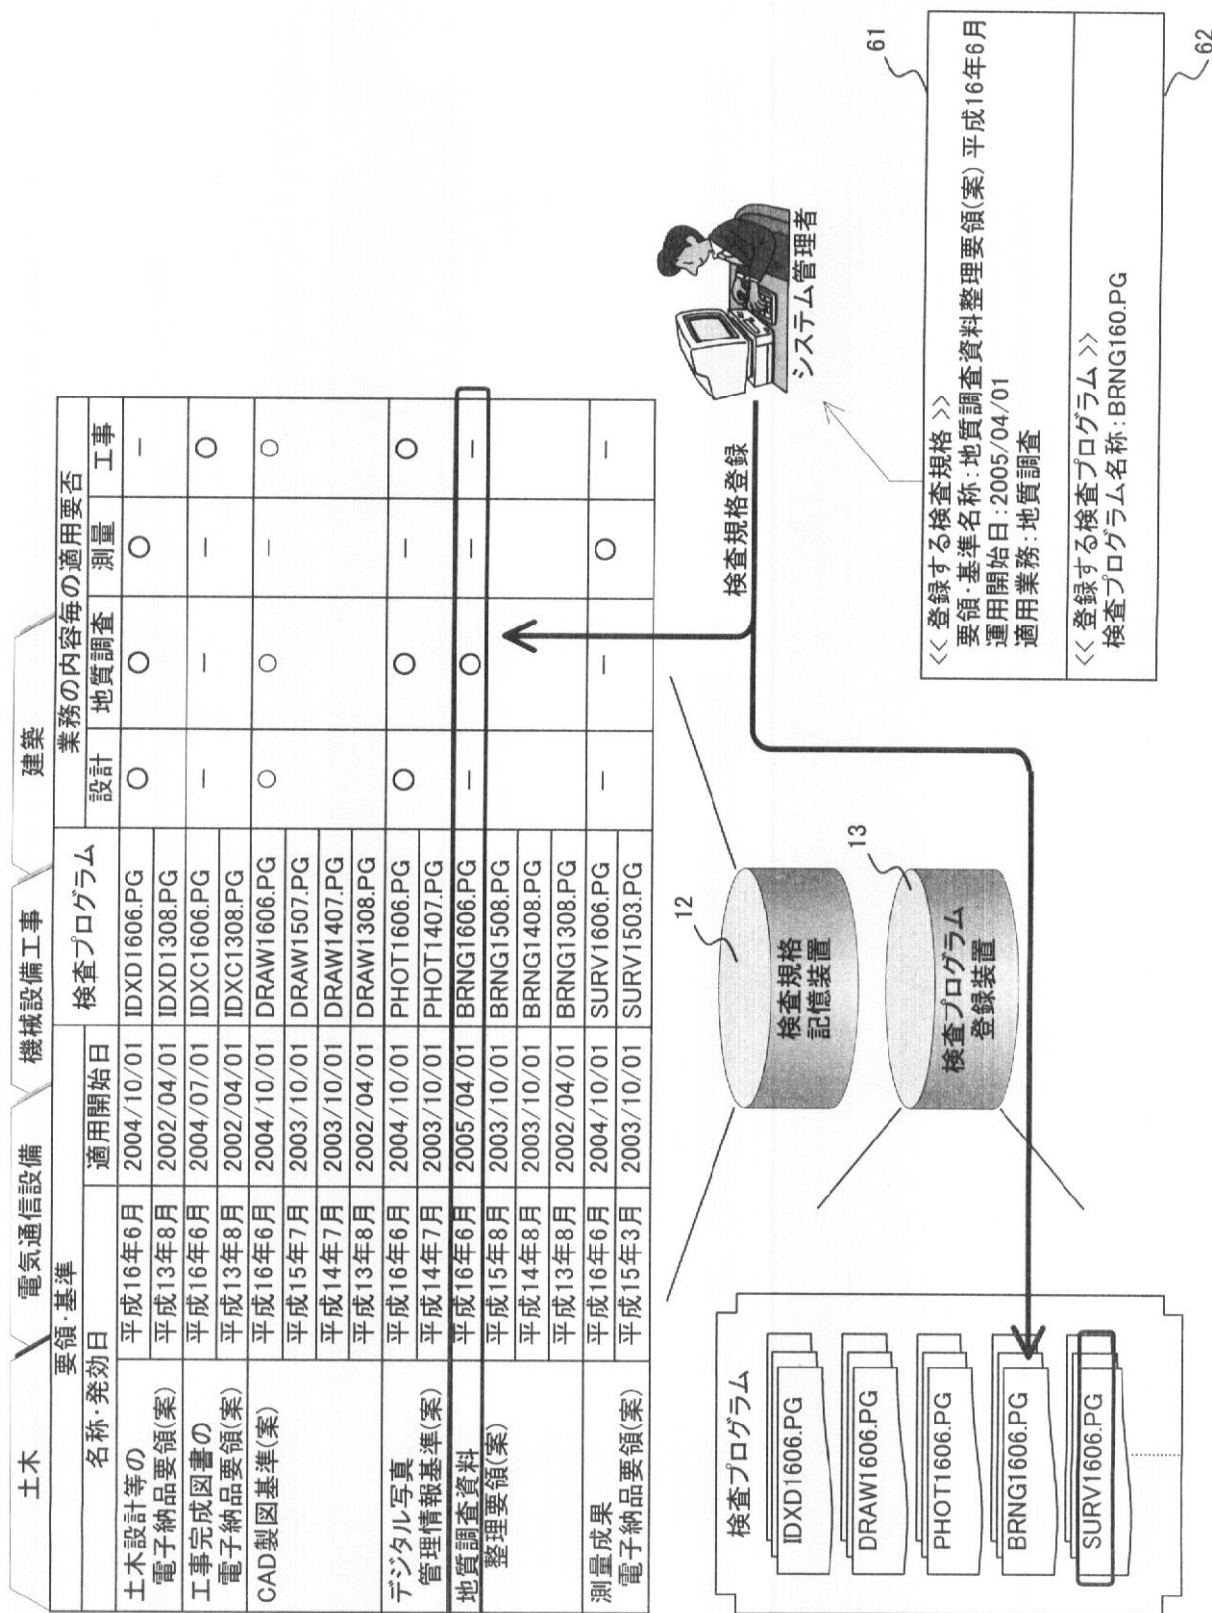 土木
電気通信設備
機械設備工事
建築
要領・基準
検査プログラム
業務の内容毎の適用要否
名称・発効日
適用開始日
設計
地質調査
測量
工事
土木設計等の
電子納品要領(案)
平成16年6月 2004/10/01 IDXD1606.PG ○ ○ ○ −
平成13年8月 2002/04/01 IDXD1308.PG
工事完成図書の
電子納品要領(案)
平成16年6月 2004/07/01 IDXC1606.PG − − − ○
平成13年8月 2002/04/01 IDXC1308.PG
CAD製図基準(案)
平成16年6月 2004/10/01 DRAW1606.PG ○ ○ − ○
平成15年7月 2003/10/01 DRAW1507.PG
平成14年7月 2003/10/01 DRAW1407.PG
平成13年8月 2002/04/01 DRAW1308.PG
デジタル写真
管理情報基準(案)
平成16年6月 2004/10/01 PHOT1606.PG ○ ○ − ○
平成14年7月 2003/10/01 PHOT1407.PG
地質調査資料
整理要領(案)
平成16年6月 2005/04/01 BRNG1606.PG − ○ − −
平成15年8月 2003/10/01 BRNG1508.PG
平成14年8月 2003/10/01 BRNG1408.PG
平成13年8月 2002/04/01 BRNG1308.PG
測量成果
電子納品要領(案)
平成16年6月 2004/10/01 SURV1606.PG − − ○ −
平成15年3月 2003/10/01 SURV1503.PG
検査プログラム
IDXD1606.PG
DRAW1606.PG
PHOT1606.PG
BRNG1606.PG
SURV1606.PG
12
検査規格
記憶装置
13
検査プログラム
登録装置
検査規格登録
システム管理者
61
<< 登録する検査規格 >>
要領・基準名称:地質調査資料整理要領(案) 平成16年6月
運用開始日:2005/04/01
適用業務:地質調査
<< 登録する検査プログラム >>
検査プログラム名称:BRNG160.PG
62